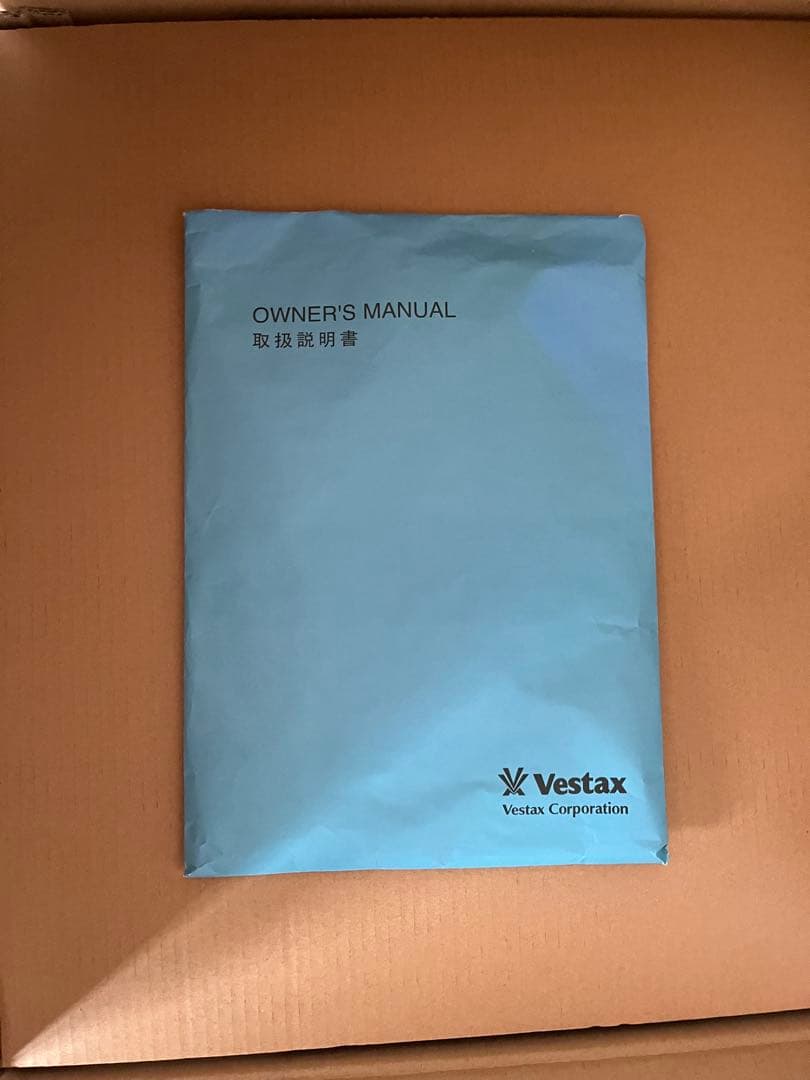 OWNER'S MANUAL
取扱説明書
Vestax
Vestax Corporation